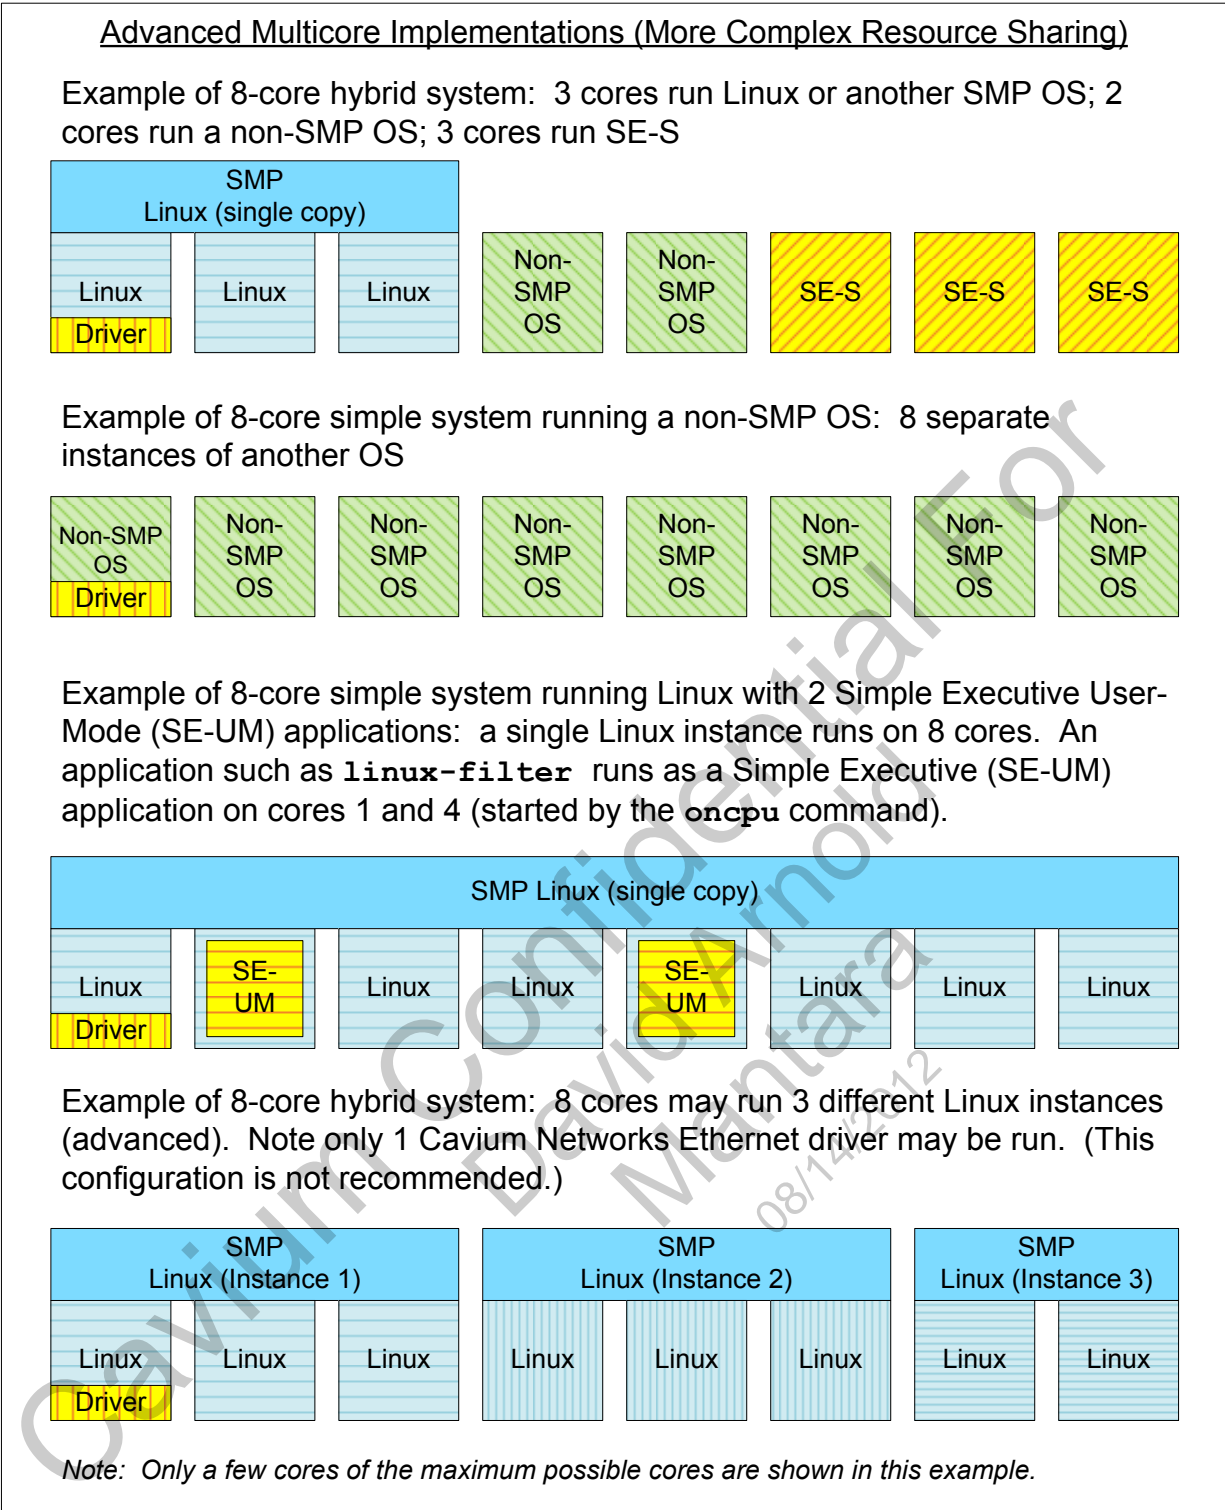 Advanced Multicore Implementations (More Complex Resource Sharing)
Example of 8-core hybrid system: 3 cores run Linux or another SMP OS; 2
cores run a non-SMP OS; 3 cores run SE-S
SMP
Linux (single copy)
Linux
Driver
Linux
Linux
Non-
SMP
OS
Non-
SMP
OS
SE-S
SE-S
SE-S
Example of 8-core simple system running a non-SMP OS: 8 separate
instances of another OS
Non-SMP
OS
Driver
Non-
SMP
OS
Non-
SMP
OS
Non-
SMP
OS
Non-
SMP
OS
Non-
SMP
OS
Non-
SMP
OS
Non-
SMP
OS
Example of 8-core simple system running Linux with 2 Simple Executive User-
Mode (SE-UM) applications: a single Linux instance runs on 8 cores. An
application such as linux-filter runs as a Simple Executive (SE-UM)
application on cores 1 and 4 (started by the oncpu command).
SMP Linux (single copy)
Linux
Driver
SE-
UM
Linux
Linux
SE-
UM
Linux
Linux
Linux
Example of 8-core hybrid system: 8 cores may run 3 different Linux instances
(advanced). Note only 1 Cavium Networks Ethernet driver may be run. (This
configuration is not recommended.)
SMP
Linux (Instance 1)
SMP
Linux (Instance 2)
SMP
Linux (Instance 3)
Linux
Driver
Linux
Linux
Linux
Linux
Linux
Linux
Linux
Note: Only a few cores of the maximum possible cores are shown in this example.
Cavium Confidential For
David Arnold
Mantara
08/14/2012